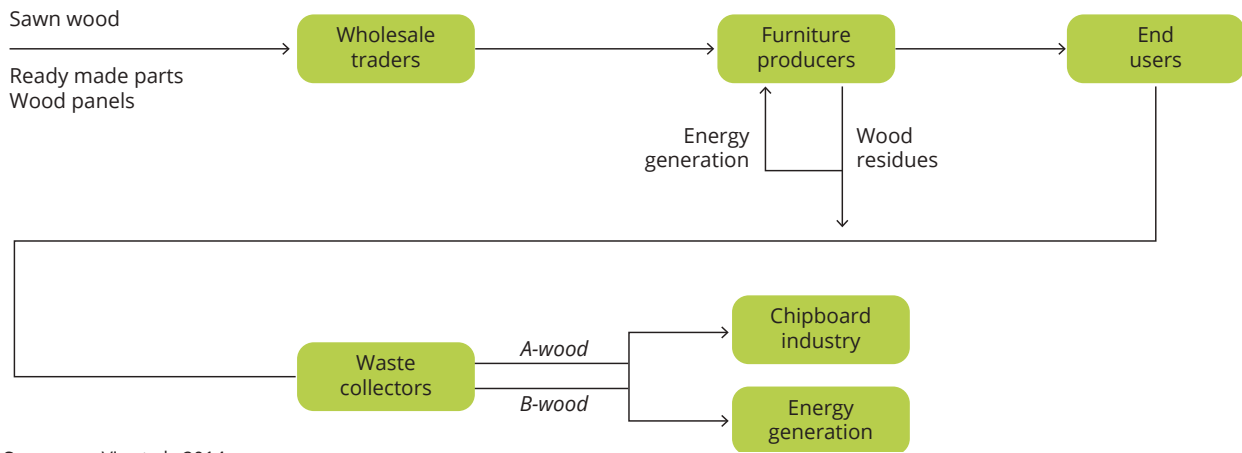 Sawn wood
Ready made parts
Wood panels
Wholesale
traders
Furniture
producers
End
users
Energy
generation
Wood
residues
Waste
collectors
A-wood
B-wood
Chipboard
industry
Energy
generation
2014